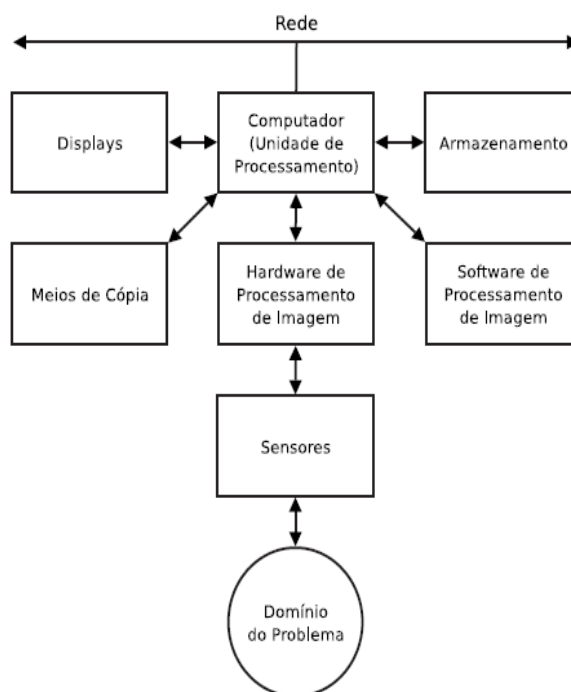 Rede
Displays
Computador
(Unidade de
Processamento)
Armazenamento
Meios de Cópia
Hardware de
Processamento
de Imagem
Software de
Processamento
de Imagem
Sensores
Domínio
do Problema